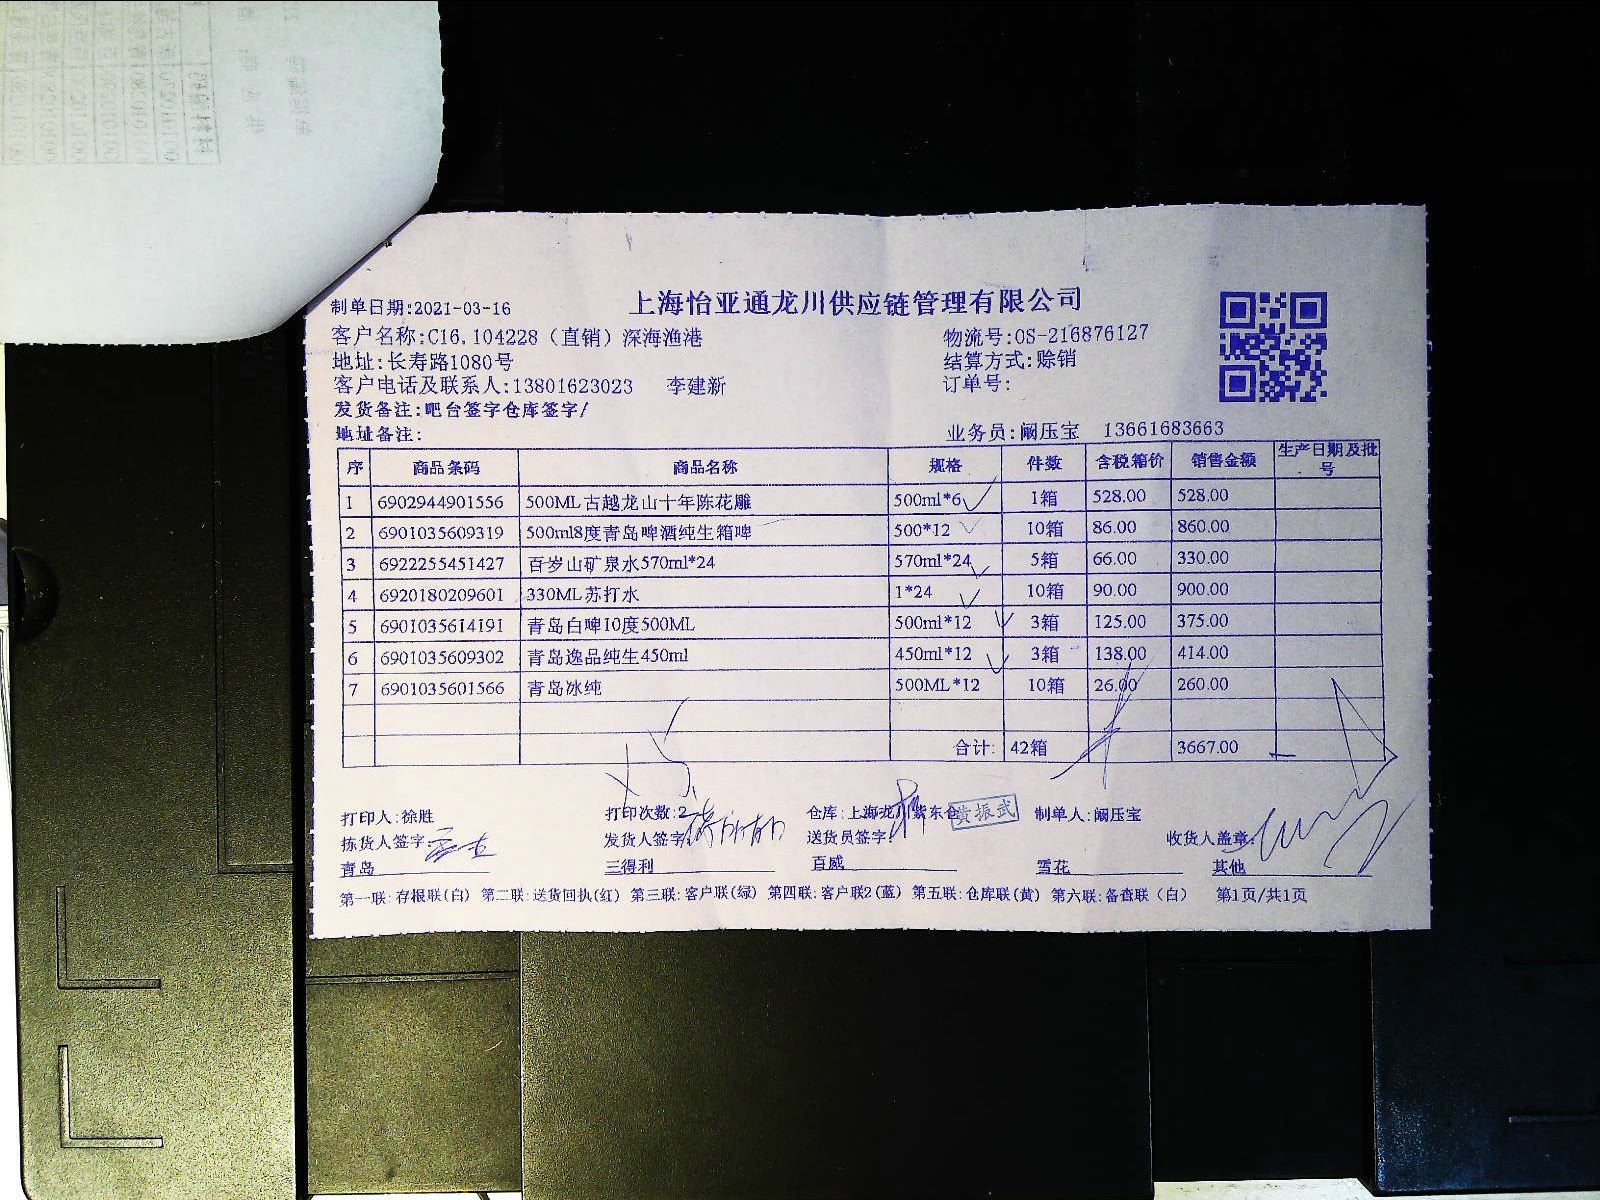 制单日期:2021-03-16
上海怡亚通龙川供应链管理有限公司
客户名称:C16.104228（直销）深海渔港
物流号:OS-216876127
地址:长寿路1080号
结算方式:赊销
客户电话及联系人:13801623023 李建新
订单号:
发货备注:吧台签字仓库签字/
地址备注:
业务员:阚压宝 13661683663
序 商品条码 商品名称 规格 件数 含税箱价 销售金额 生产日期及批号
1 6902944901556 500ML古越龙山十年陈花雕 500ml*6 1箱 528.00 528.00
2 6901035609319 500ml8度青岛啤酒纯生箱啤 500*12 10箱 86.00 860.00
3 6922255451427 百岁山矿泉水570ml*24 570ml*24 5箱 66.00 330.00
4 6920180209601 330ML苏打水 1*24 10箱 90.00 900.00
5 6901035614191 青岛白啤10度500ML 500ml*12 3箱 125.00 375.00
6 6901035609302 青岛逸品纯生450ml 450ml*12 3箱 138.00 414.00
7 6901035601566 青岛冰纯 500ML*12 10箱 26.00 260.00
合计: 42箱 3667.00
打印人:徐胜 打印次数:2 仓库:上海龙川紫东仓 黄振武 制单人:阚压宝
拣货人签字: 发货人签字: 送货员签字: 收货人盖章:
青岛 三得利 百威 雪花 其他
第一联:存根联(白) 第二联:送货回执(红) 第三联:客户联(绿) 第四联:客户联2(蓝) 第五联:仓库联(黄) 第六联:备查联（白） 第1页/共1页